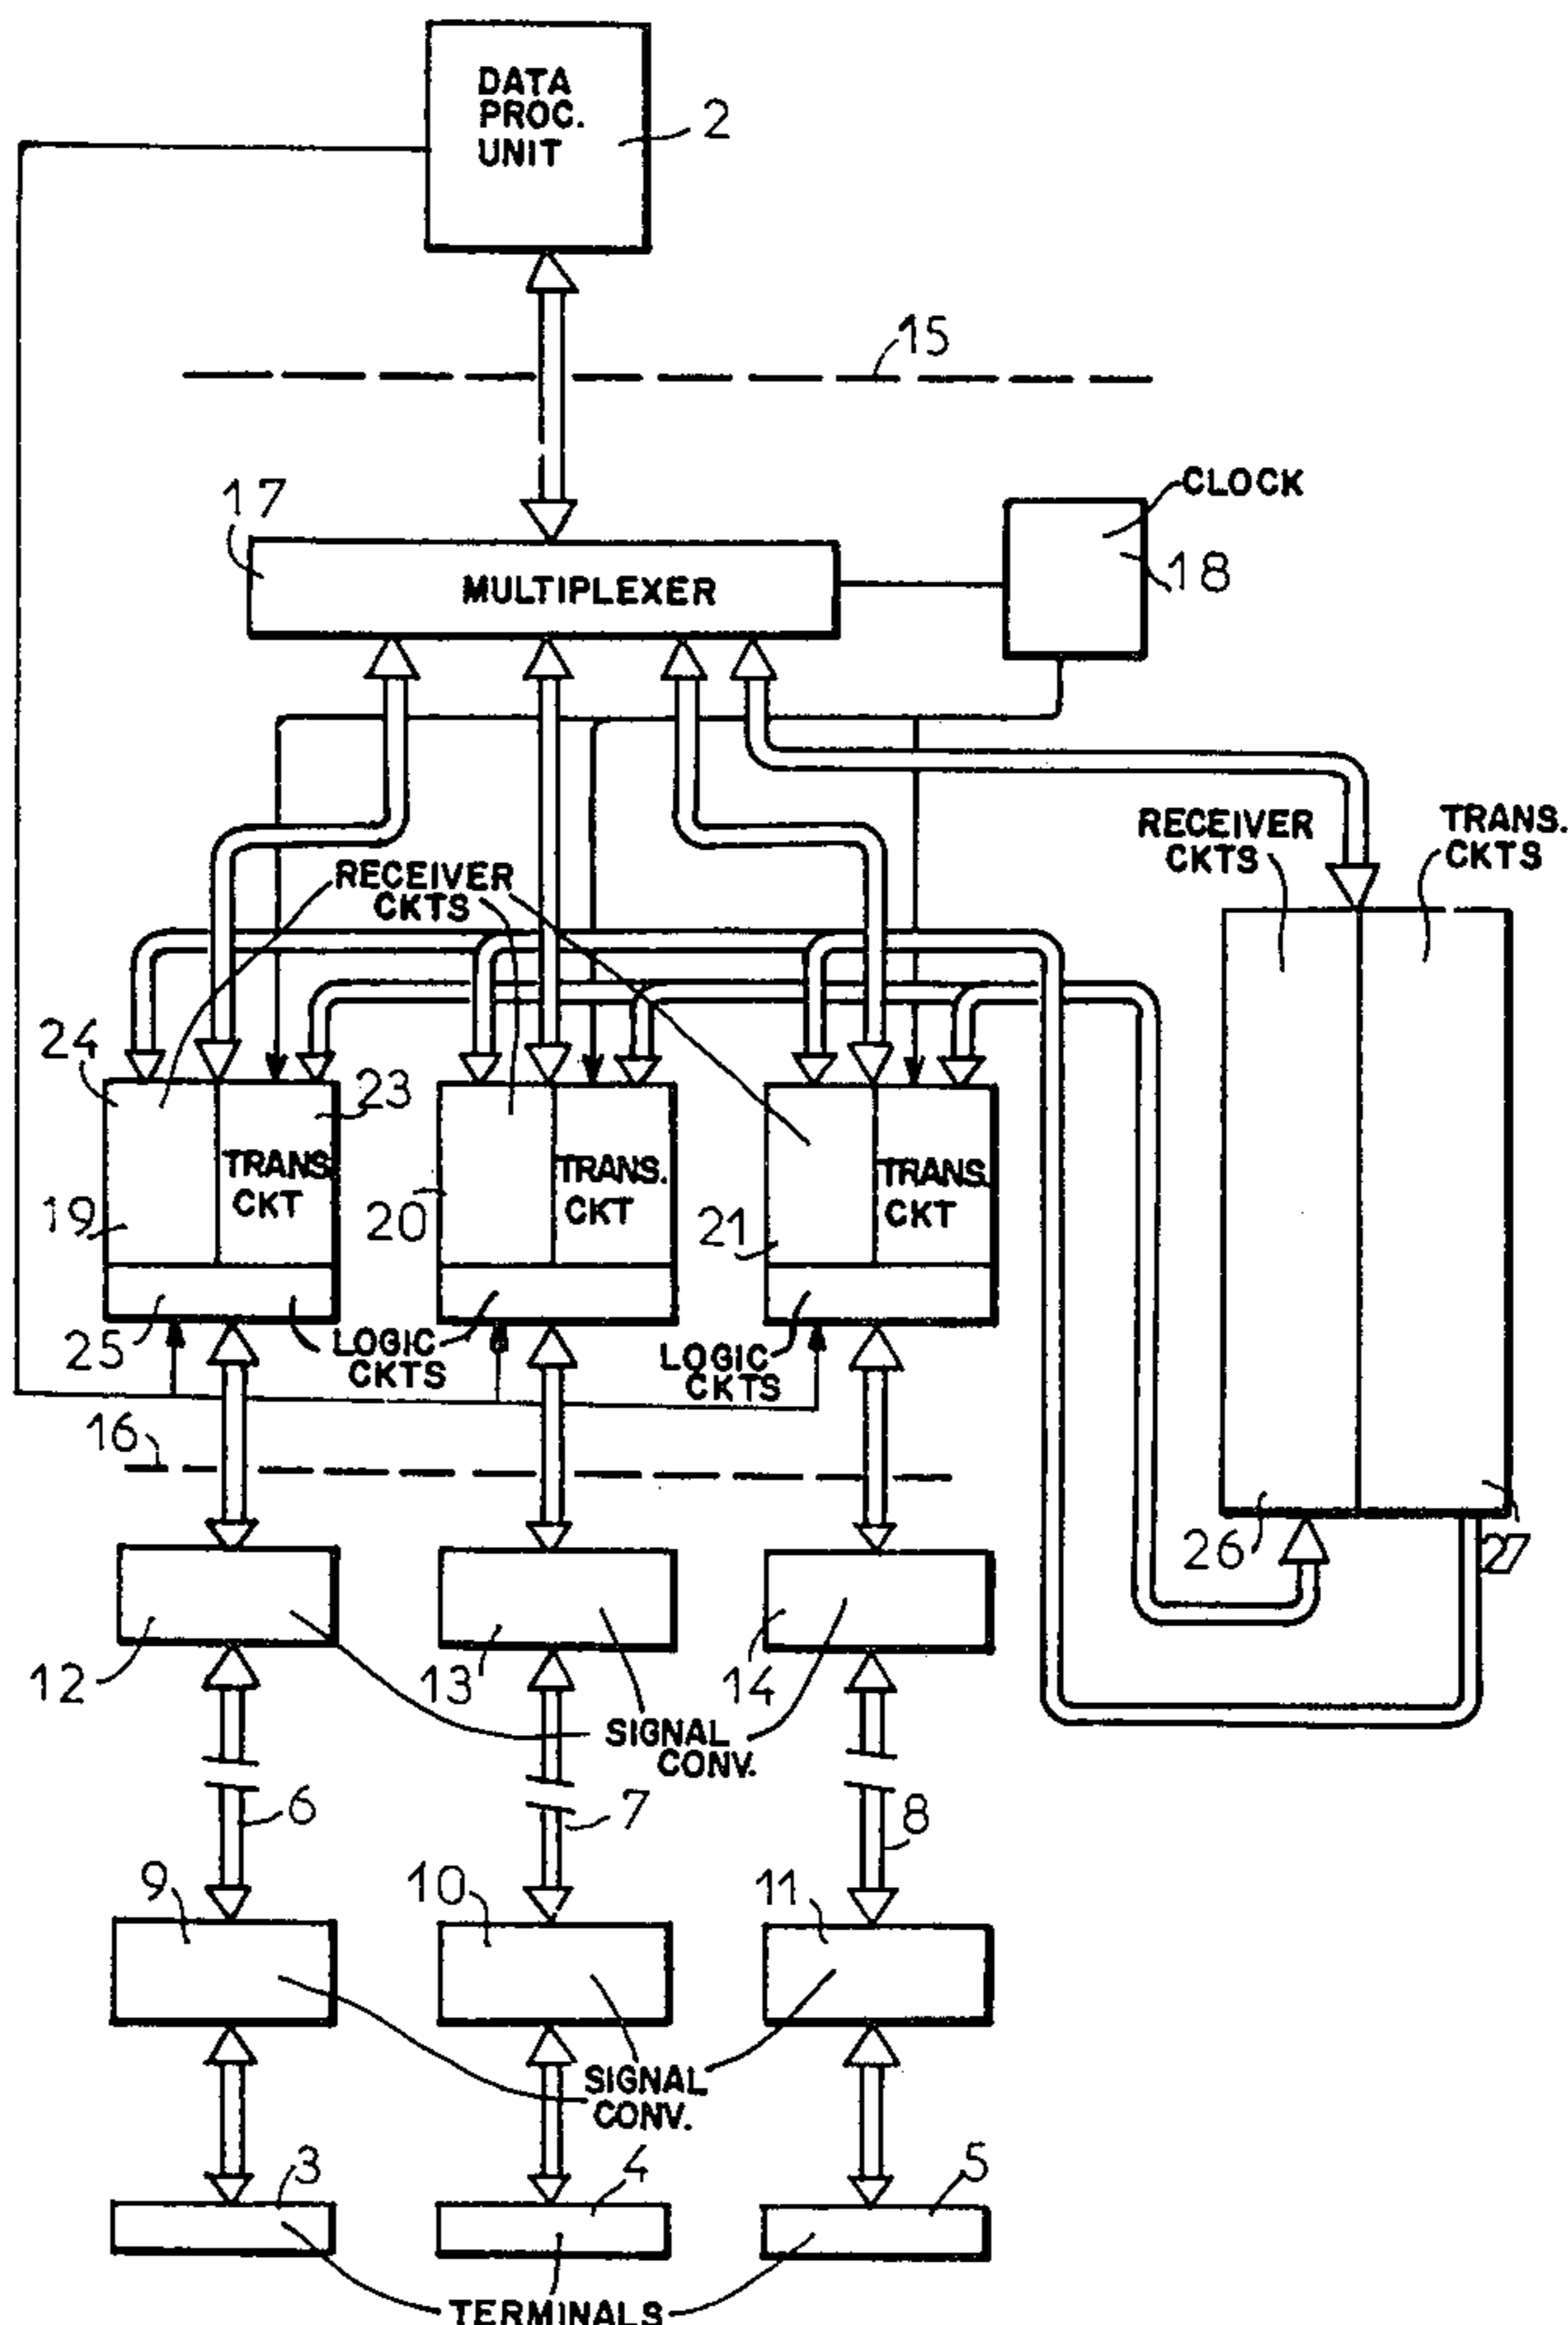 DATA
PROC.
UNIT
2
15
CLOCK
17
18
MULTIPLEXER
RECEIVER
CKTS
TRANS.
CKTS
RECEIVER
CKTS
24
23
TRANS.
CKT
TRANS.
CKT
TRANS.
CKT
19
20
21
25
LOGIC
CKTS
LOGIC
CKTS
16
26
27
12
13
14
SIGNAL
CONV.
6
7
8
9
10
11
SIGNAL
CONV.
3
4
5
TERMINALS